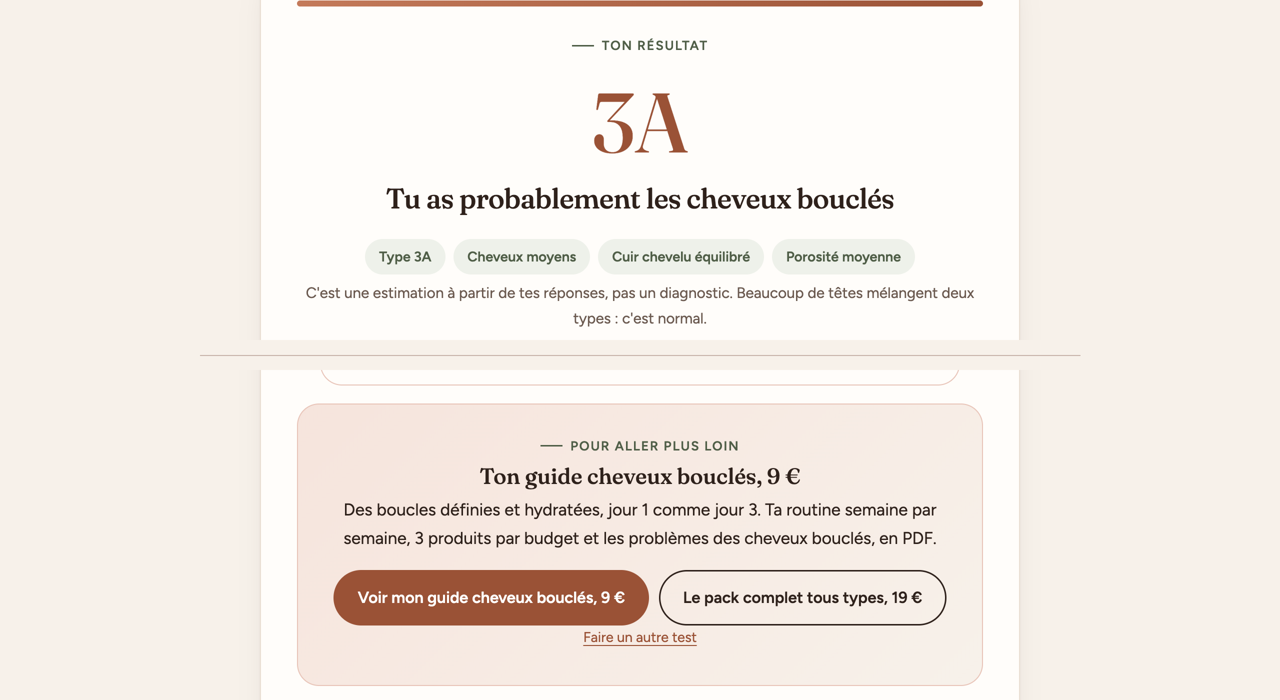 TON RÉSULTAT
3A
Tu as probablement les cheveux bouclés
Type 3A
Cheveux moyens
Cuir chevelu équilibré
Porosité moyenne
C'est une estimation à partir de tes réponses, pas un diagnostic. Beaucoup de têtes mélangent deux
types : c'est normal.
POUR ALLER PLUS LOIN
Ton guide cheveux bouclés, 9 €
Des boucles définies et hydratées, jour 1 comme jour 3. Ta routine semaine par
semaine, 3 produits par budget et les problèmes des cheveux bouclés, en PDF.
Voir mon guide cheveux bouclés, 9 €
Le pack complet tous types, 19 €
Faire un autre test